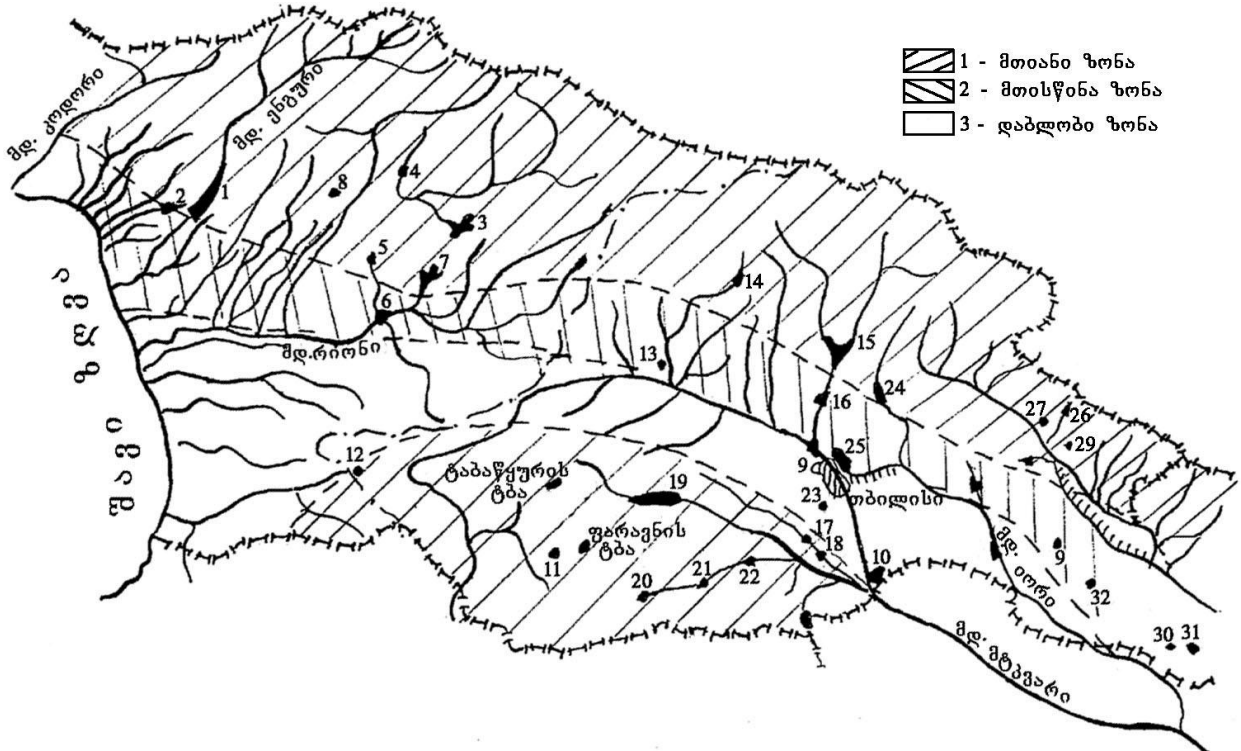 1 - მთიანი ზონა
2 - მთისწინა ზონა
3 - დაბლობი ზონა
მდ. კოდორი
მდ. ენგური
შავი ზღვა
მდ.რიონი
ტაბაწყურის
ტბა
ფარავნის
ტბა
თბილისი
მდ. იორი
მდ. მტკვარი
1
2
8
4
3
5
7
6
14
13
15
16
24
27
26
29
9
25
12
19
23
17
18
11
20
21
22
10
9
32
30
31